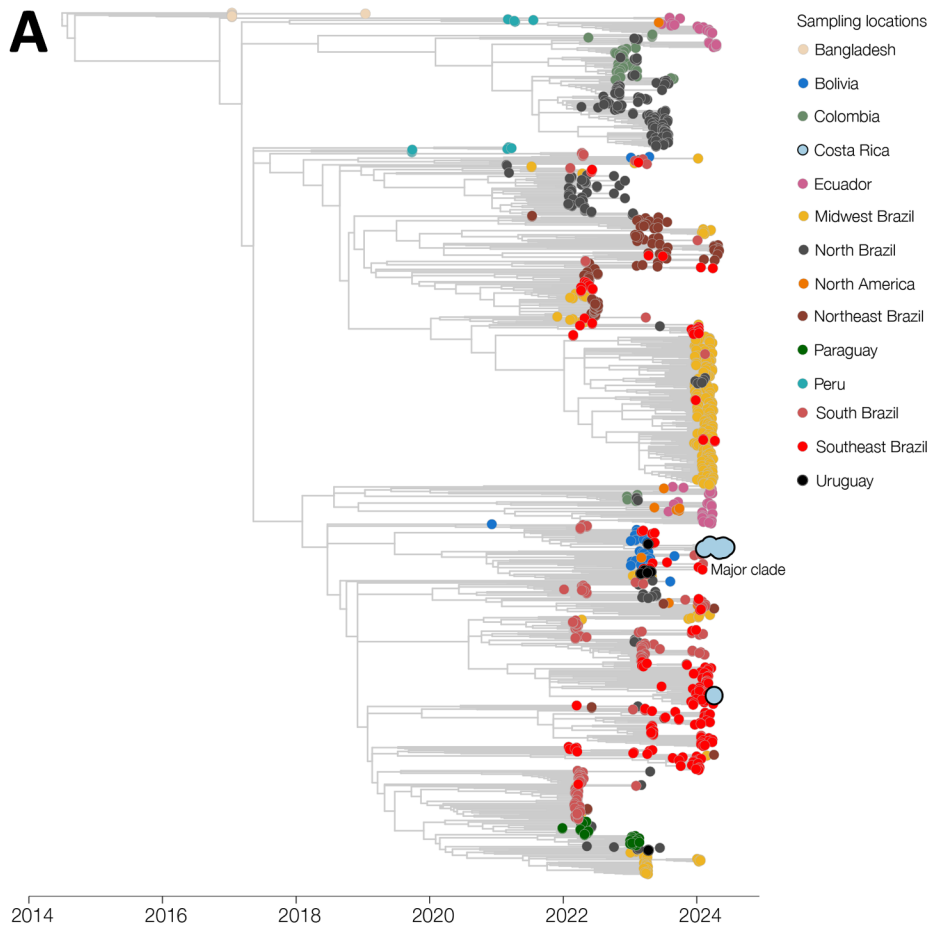 A
Sampling locations
Bangladesh
Bolivia
Colombia
Costa Rica
Ecuador
Midwest Brazil
North Brazil
North America
Northeast Brazil
Paraguay
Peru
South Brazil
Southeast Brazil
Uruguay
Major clade
2014 2016 2018 2020 2022 2024